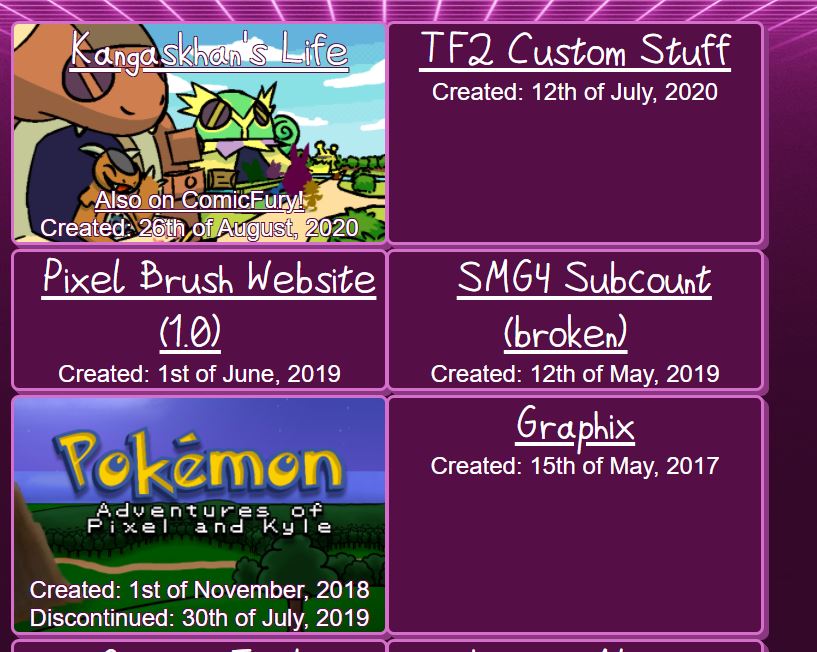 Kangaskhan's Life
Also on ComicFury!
Created: 26th of August, 2020
TF2 Custom Stuff
Created: 12th of July, 2020
Pixel Brush Website
(1.0)
Created: 1st of June, 2019
SMG4 Subcount
(broken)
Created: 12th of May, 2019
Pokémon
Adventures of
Pixel and Kyle
Created: 1st of November, 2018
Discontinued: 30th of July, 2019
Graphix
Created: 15th of May, 2017